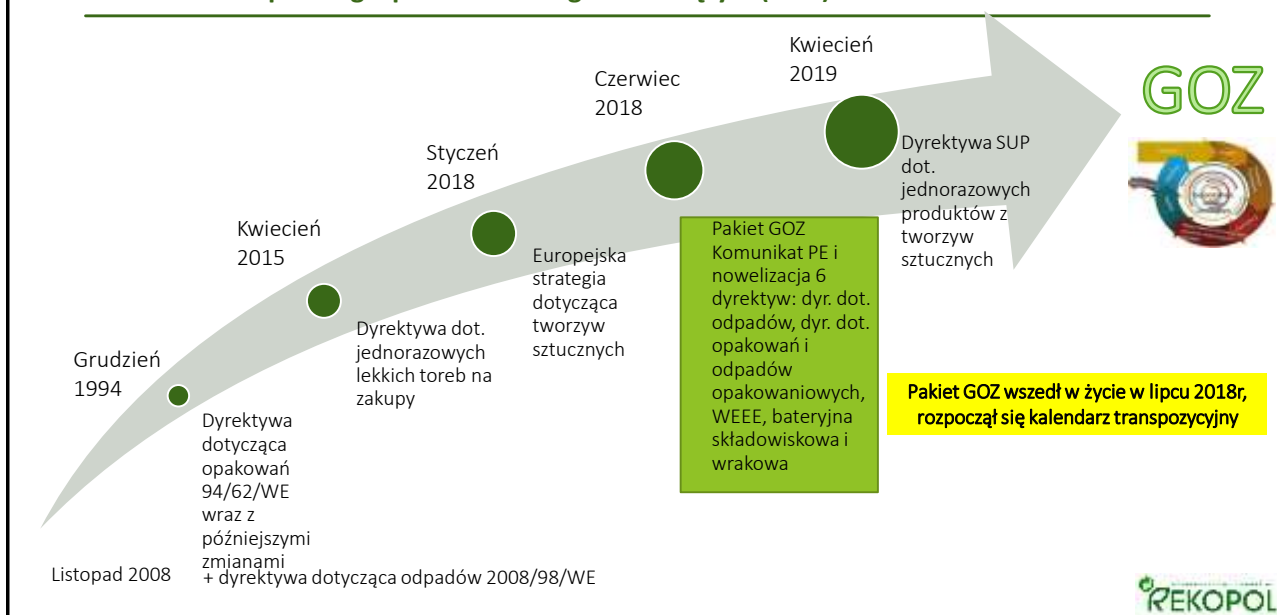 Grudzień
1994
Dyrektywa
dotycząca
opakowań
94/62/WE
wraz z
późniejszymi
zmianami
Listopad 2008
+ dyrektywa dotycząca odpadów 2008/98/WE
Kwiecień
2015
Dyrektywa dot.
jednorazowych
lekkich toreb na
zakupy
Styczeń
2018
Europejska
strategia
dotycząca
tworzyw
sztucznych
Czerwiec
2018
Pakiet GOZ
Komunikat PE i
nowelizacja 6
dyrektyw: dyr. dot.
odpadów, dyr. dot.
opakowań i
odpadów
opakowaniowych,
WEEE, bateryjna
składowiskowa i
wrakowa
Kwiecień
2019
Dyrektywa SUP
dot.
jednorazowych
produktów z
tworzyw
sztucznych
GOZ
Pakiet GOZ wszedł w życie w lipcu 2018r,
rozpoczął się kalendarz transpozycyjny
REKOPOL